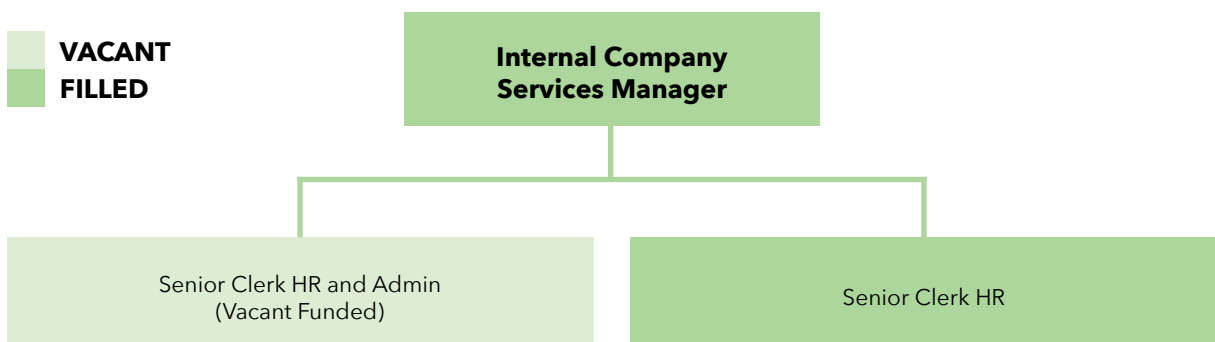 VACANT
FILLED
Internal Company
Services Manager
Senior Clerk HR and Admin
(Vacant Funded)
Senior Clerk HR